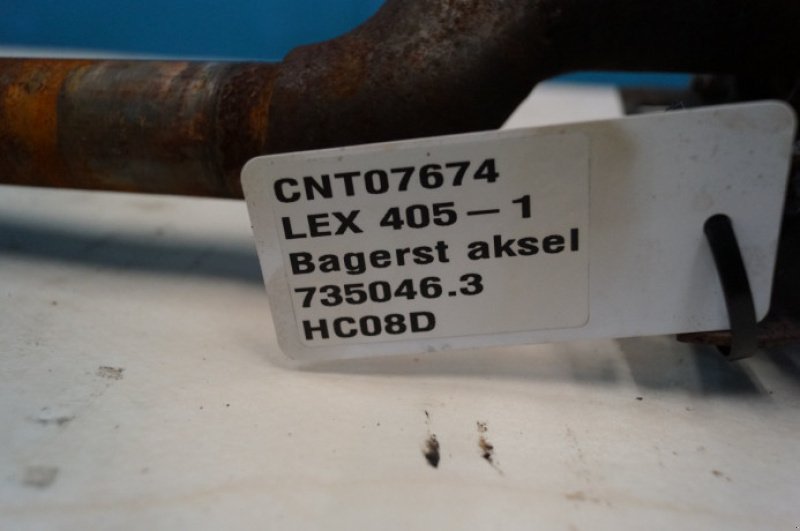 CNT07674
LEX 405 – 1
Bagerst aksel
735046.3
HC08D